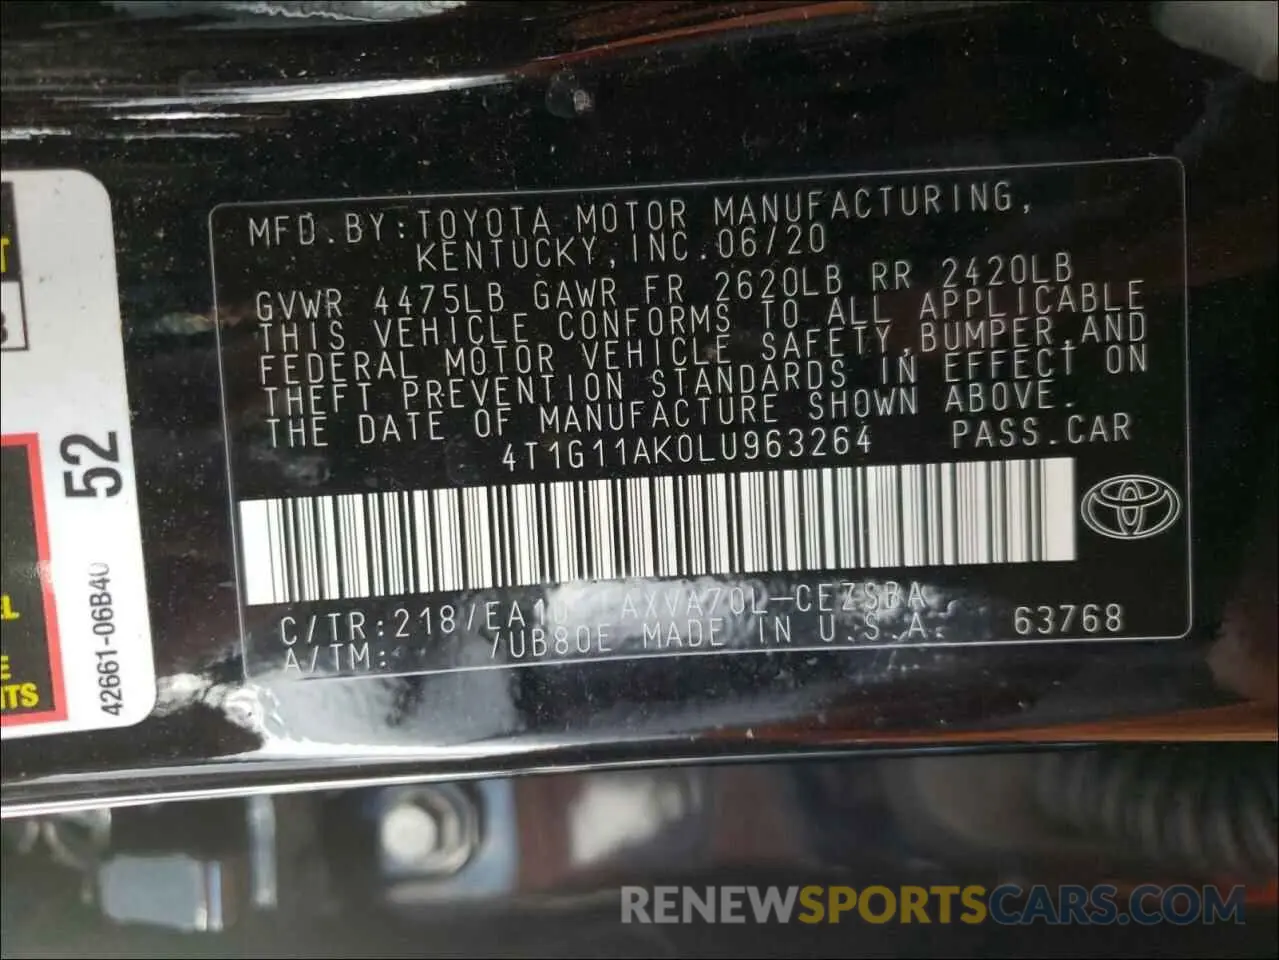 MFD.BY:TOYOTA MOTOR MANUFACTURING,
KENTUCKY,INC.06/20
GVWR 4475LB GAWR FR 2620LB RR 2420LB
THIS VEHICLE CONFORMS TO ALL APPLICABLE
FEDERAL MOTOR VEHICLE SAFETY,BUMPER,AND
THEFT PREVENTION STANDARDS IN EFFECT ON
THE DATE OF MANUFACTURE SHOWN ABOVE.
4T1G11AK0LU963264 PASS.CAR
C/TR:218/EA10 AXVA70L-CEZSBA
A/TM: /UB80E MADE IN U.S.A. 63768
52
42661-06B40
RENEWSPORTSCARS.COM